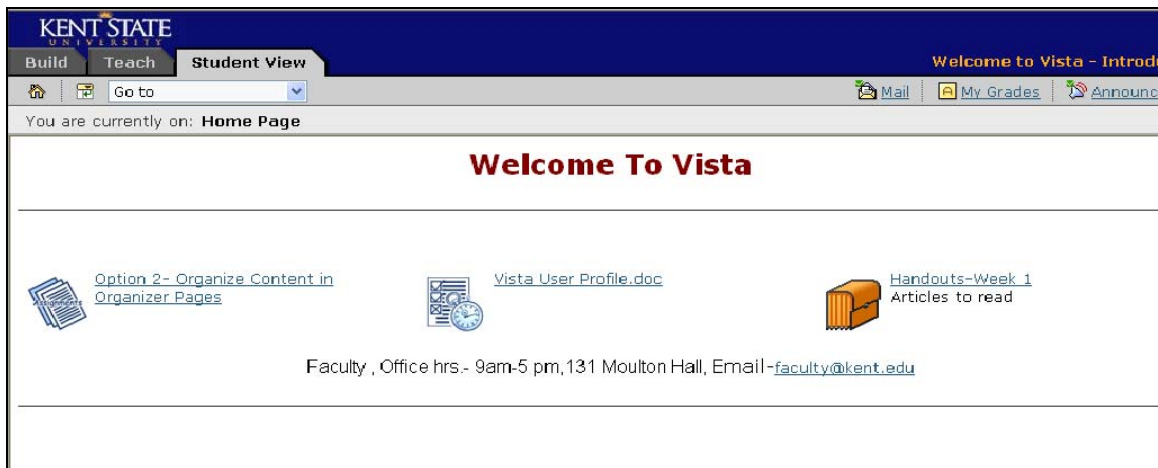 KENT STATE
UNIVERSITY
Build Teach Student View Welcome to Vista - Introdu
Go to Mail My Grades Announc
You are currently on: Home Page
Welcome To Vista
Option 2- Organize Content in Organizer Pages
Vista User Profile.doc
Handouts-Week 1
Articles to read
Assignments
Faculty , Office hrs.- 9am-5 pm,131 Moulton Hall, Email-faculty@kent.edu